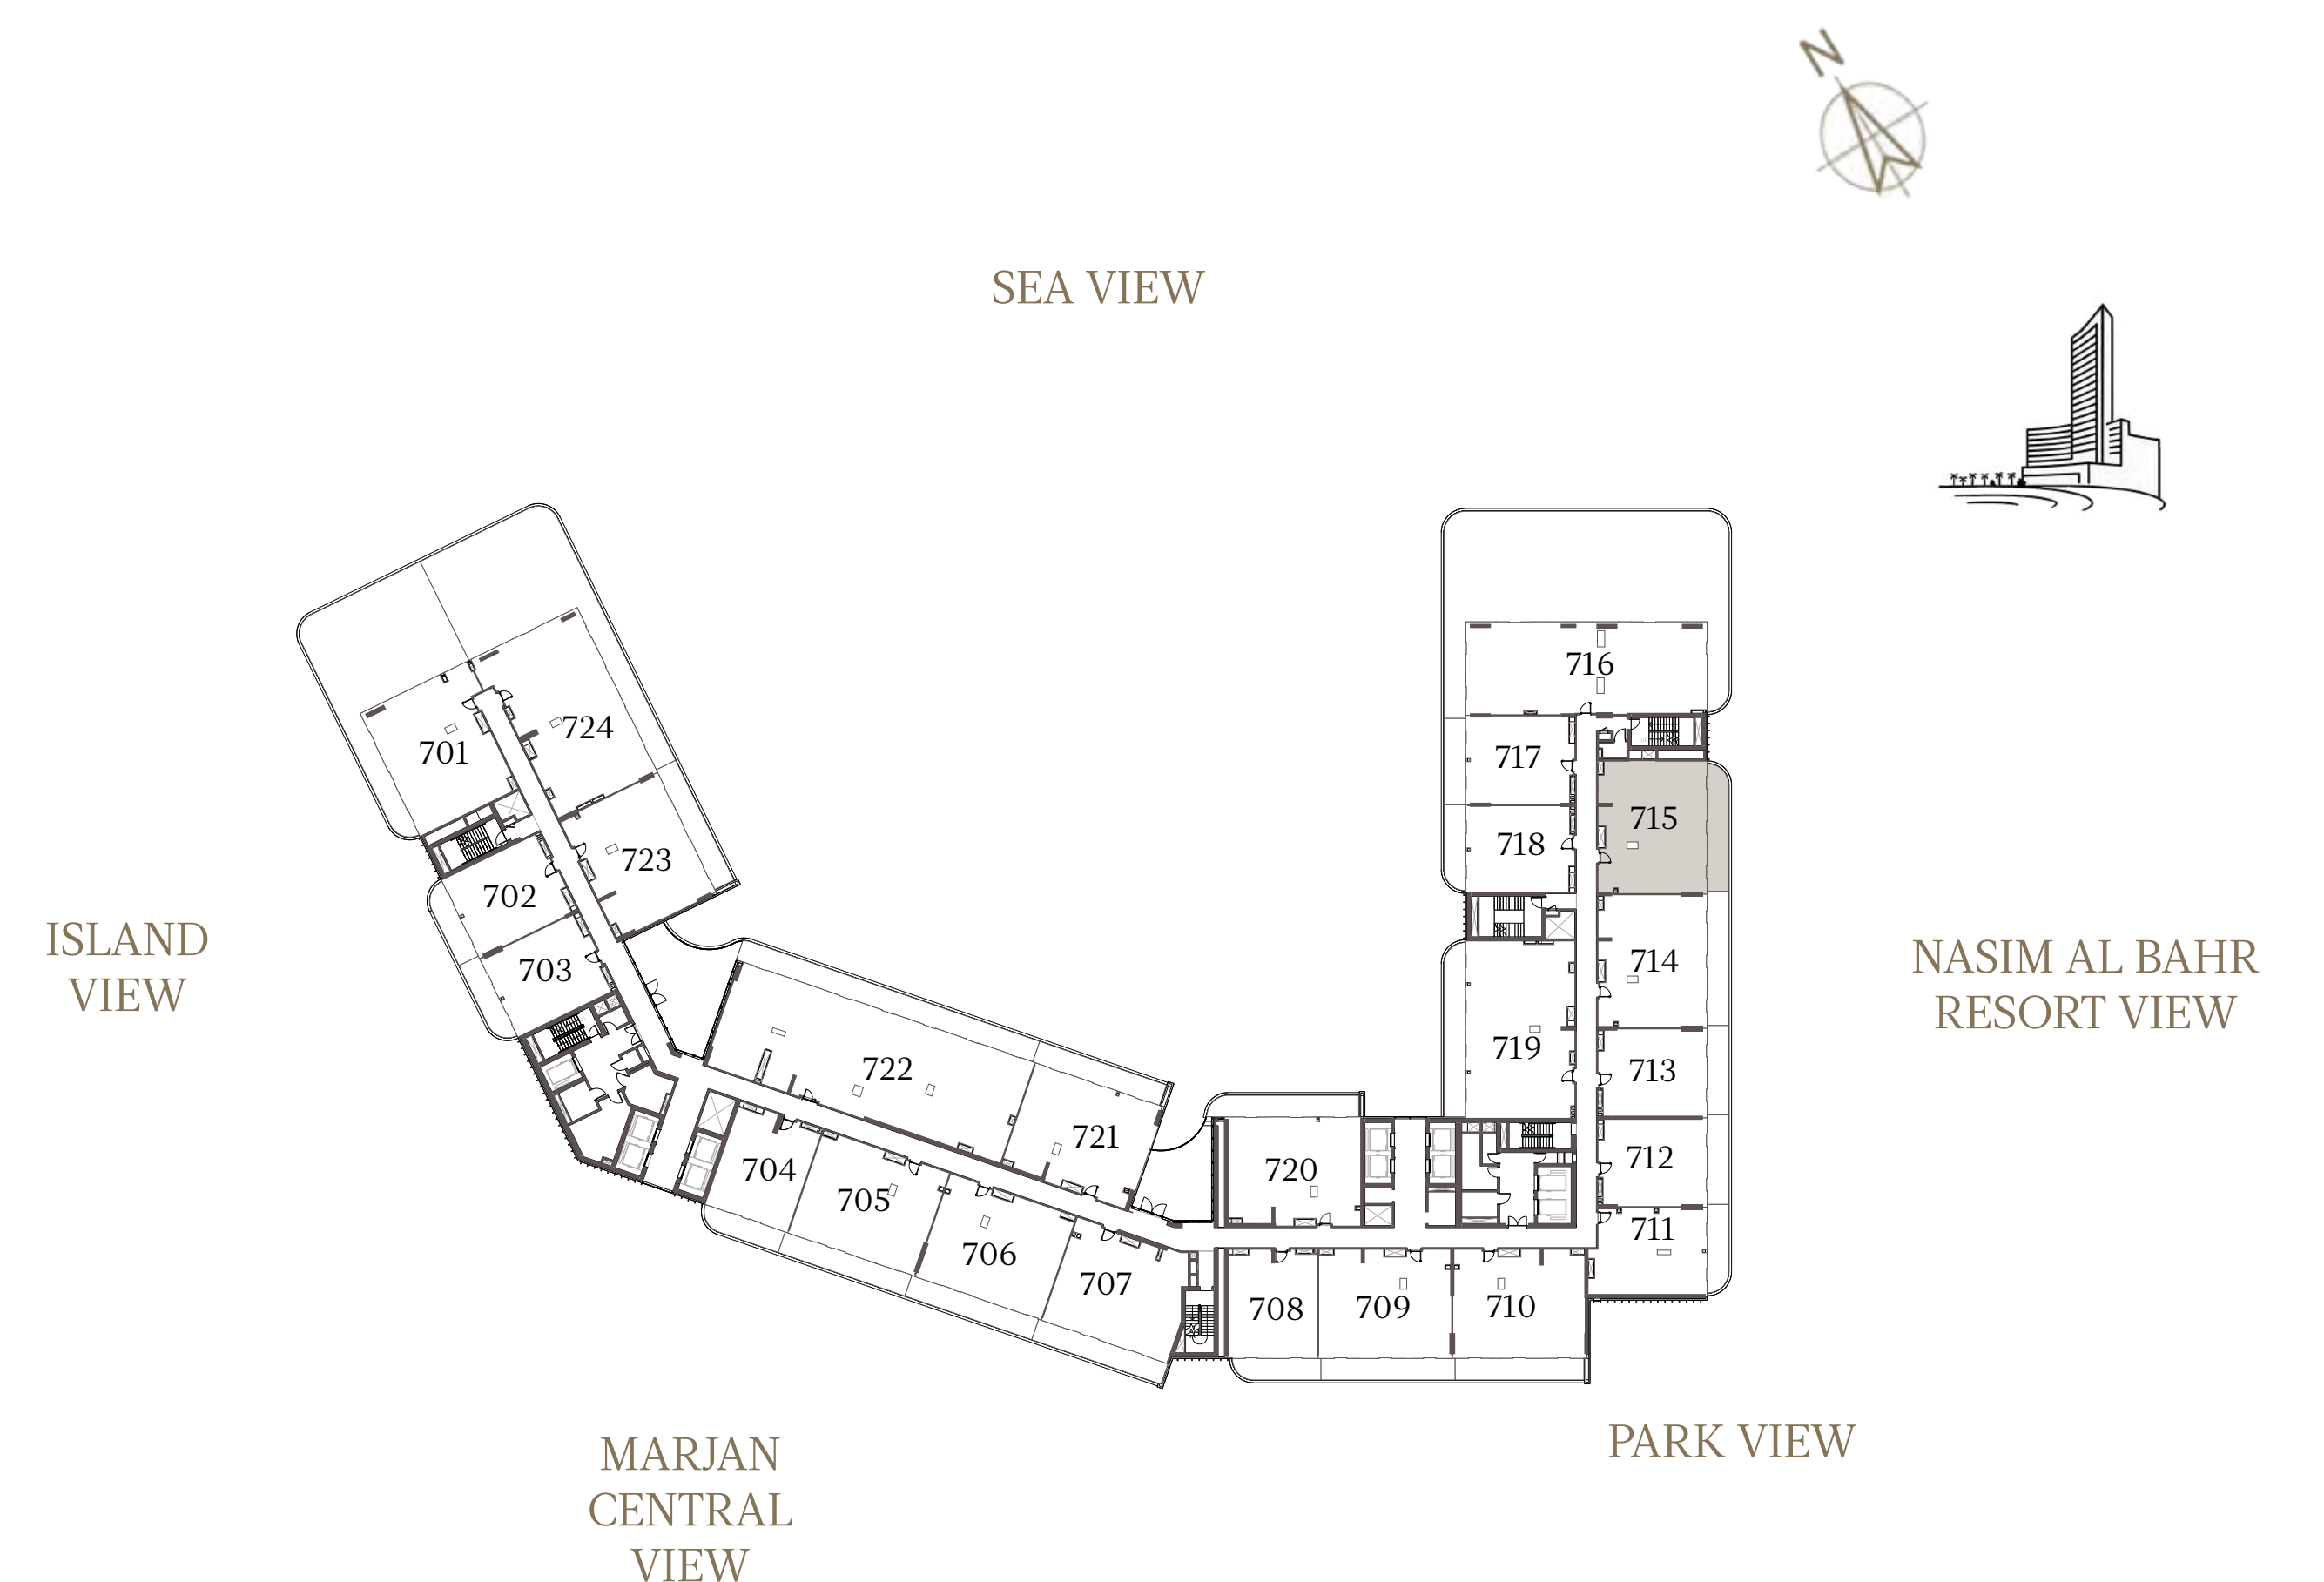 N
SEA VIEW
716
724
701
717
715
718
723
702
ISLAND
VIEW
703
714
NASIM AL BAHR
RESORT VIEW
719
722
713
721
712
704
720
705
711
706
707
708
709
710
PARK VIEW
MARJAN
CENTRAL
VIEW